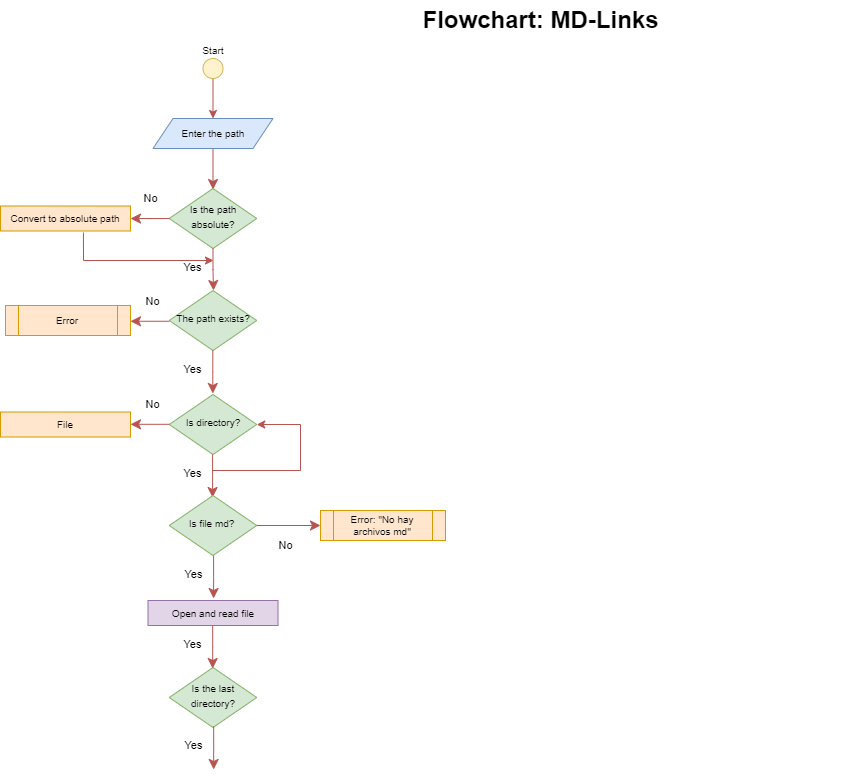 Flowchart: MD-Links
Start
Enter the path
Is the path
absolute?
No
Convert to absolute path
Yes
The path exists?
No
Error
Yes
Is directory?
No
File
Yes
Is file md?
No
Error: "No hay
archivos md"
Yes
Open and read file
Yes
Is the last
directory?
Yes